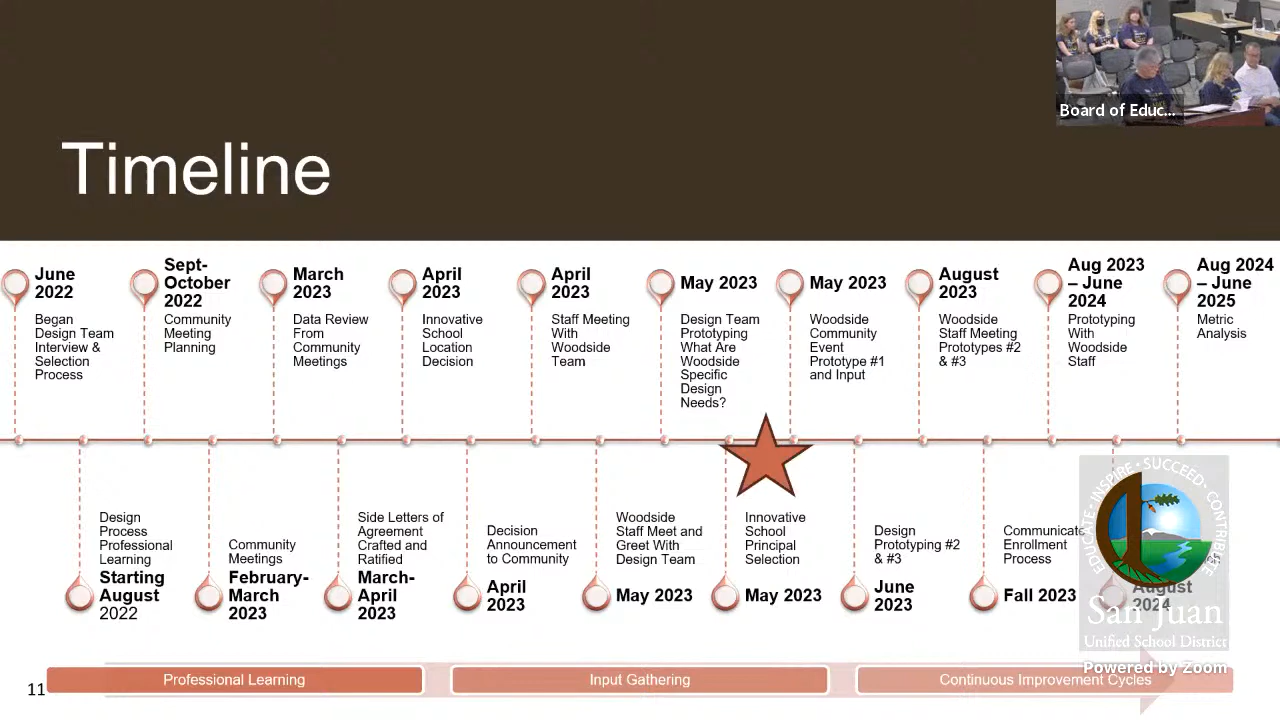 Board of Educ...
Timeline
June
2022
Began
Design Team
Interview &
Selection
Process
Sept-
October
2022
Community
Meeting
Planning
March
2023
Data Review
From
Community
Meetings
April
2023
Innovative
School
Location
Decision
April
2023
Staff Meeting
With
Woodside
Team
May 2023
Design Team
Prototyping
What Are
Woodside
Specific
Design
Needs?
May 2023
Woodside
Community
Event
Prototype #1
and Input
August
2023
Woodside
Staff Meeting
Prototypes #2
& #3
Aug 2023
– June
2024
Prototyping
With
Woodside
Staff
Aug 2024
– June
2025
Metric
Analysis
Design
Process
Professional
Learning
Starting
August
2022
Community
Meetings
February-
March
2023
Side Letters of
Agreement
Crafted and
Ratified
March-
April
2023
Decision
Announcement
to Community
April
2023
Woodside
Staff Meet and
Greet With
Design Team
May 2023
Innovative
School
Principal
Selection
May 2023
Design
Prototyping #2
& #3
June
2023
Communicate
Enrollment
Process
Fall 2023
August
2024
EDUCATE • INSPIRE • SUCCEED • CONTRIBUTE
San Juan
Unified School District
Powered by Zoom
Professional Learning
Input Gathering
Continuous Improvement Cycles
11